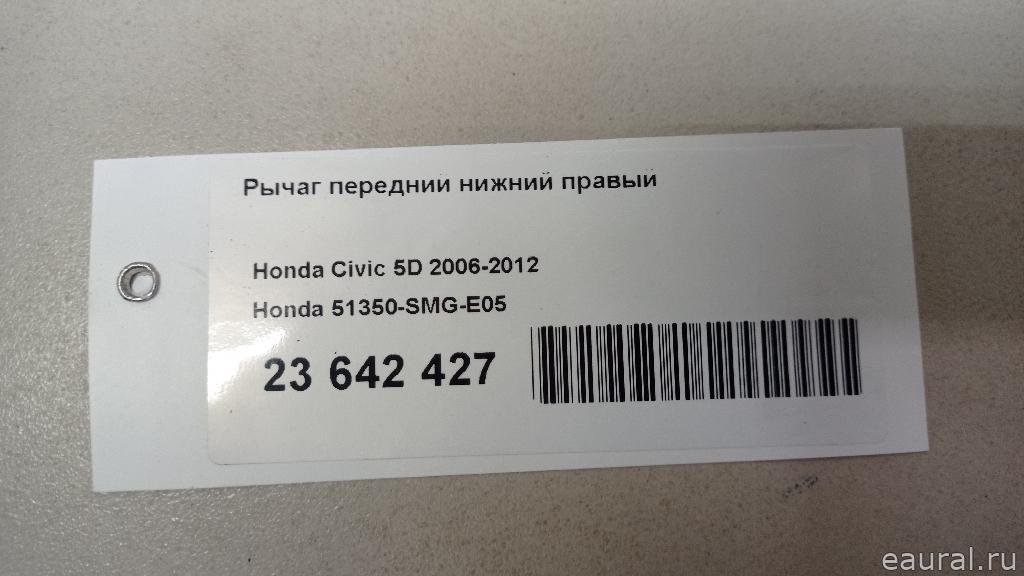 Рычаг передний нижний правый
Honda Civic 5D 2006-2012
Honda 51350-SMG-E05
23 642 427
eaural.ru